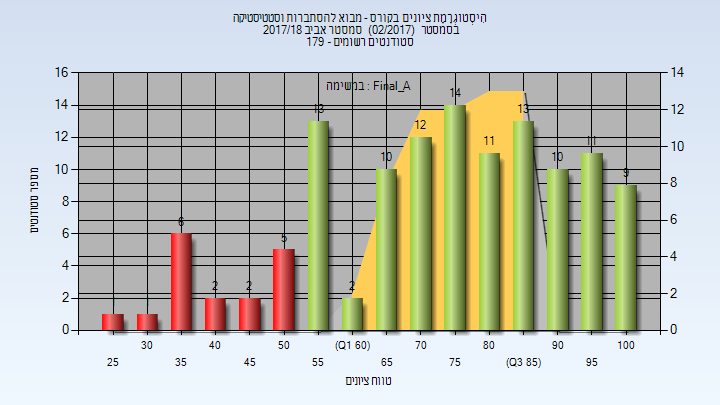 היסטוגרמת ציונים בקורס - מבוא להסתברות וסטטיסטיקה
בסמסטר (02/2017) סמסטר אביב 2017/18
סטודנטים רשומים - 179
במשימה : Final_A
מספר סטודנטים
16 14 12 10 8 6 4 2 0
14 12 10 8 6 4 2 0
6 2 2 5 13 2 10 12 14 11 13 10 11 9
30 40 50 (Q1 60) 70 80 90 100
25 35 45 55 65 75 (Q3 85) 95
טווח ציונים